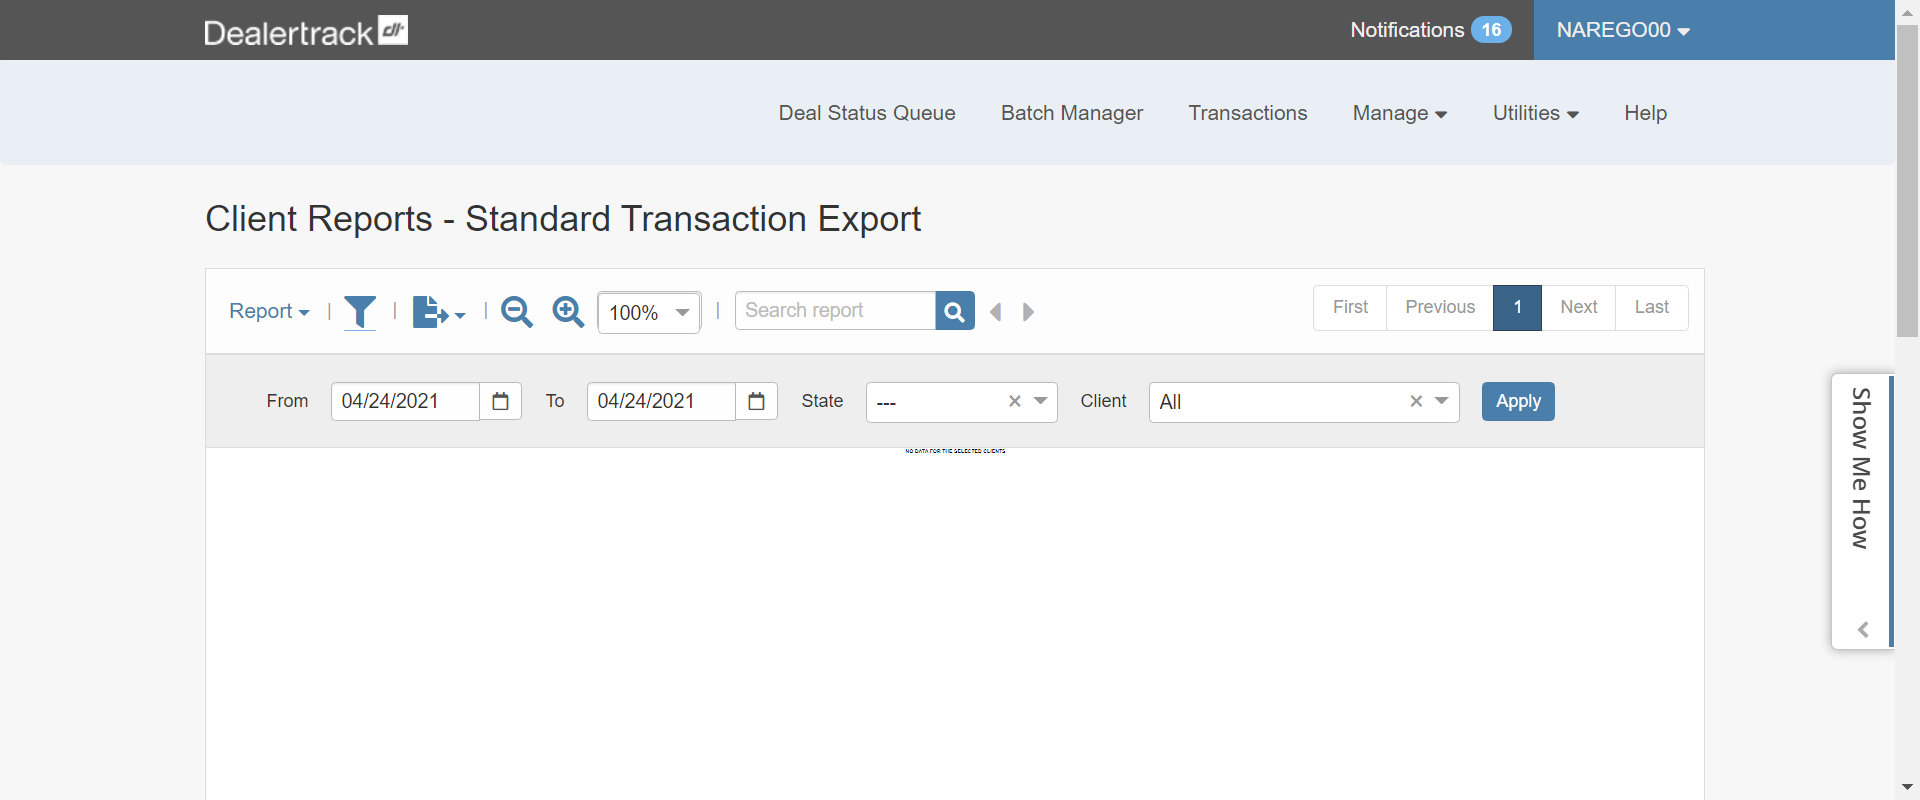 Dealertrack dt
Notifications 16
NAREGO00
Deal Status Queue
Batch Manager
Transactions
Manage
Utilities
Help
Client Reports - Standard Transaction Export
Report
100%
Search report
First
Previous
1
Next
Last
From
04/24/2021
To
04/24/2021
State
---
Client
All
Apply
NO DATA FOR THE SELECTED CLIENTS
Show Me How